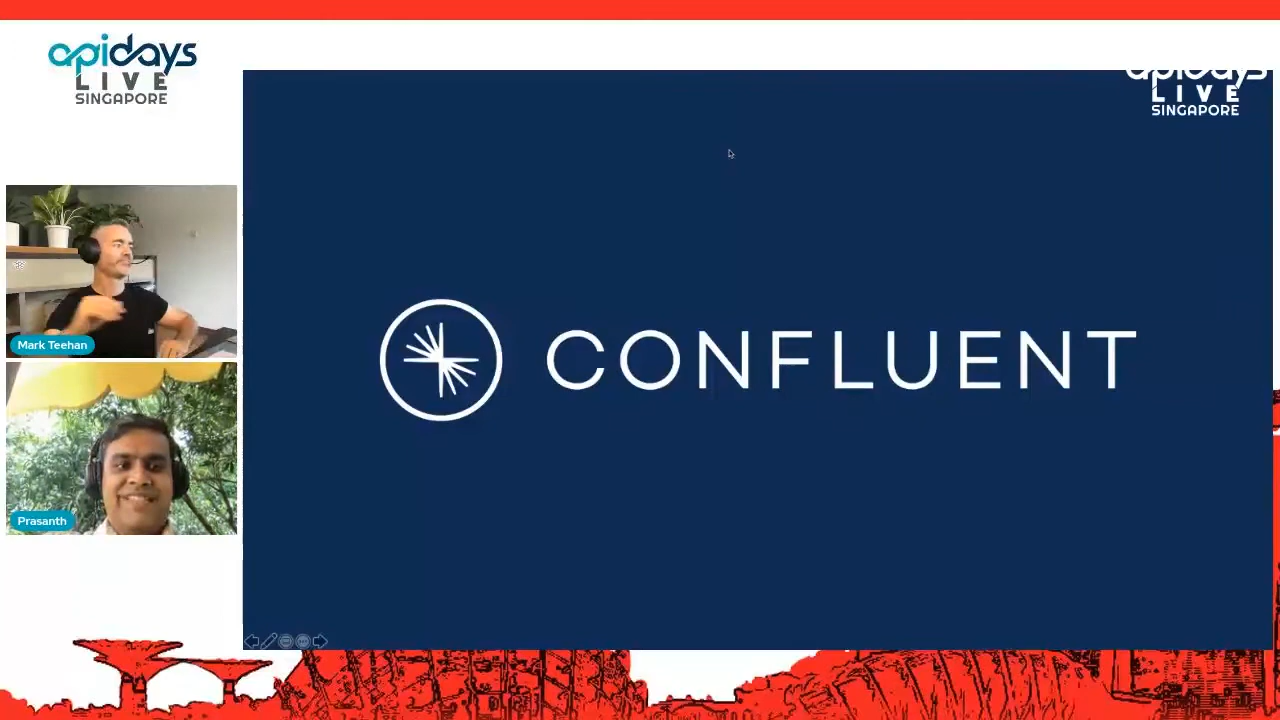 apidays
LIVE
SINGAPORE
apidays
LIVE
SINGAPORE
CONFLUENT
Mark Teehan
Prasanth